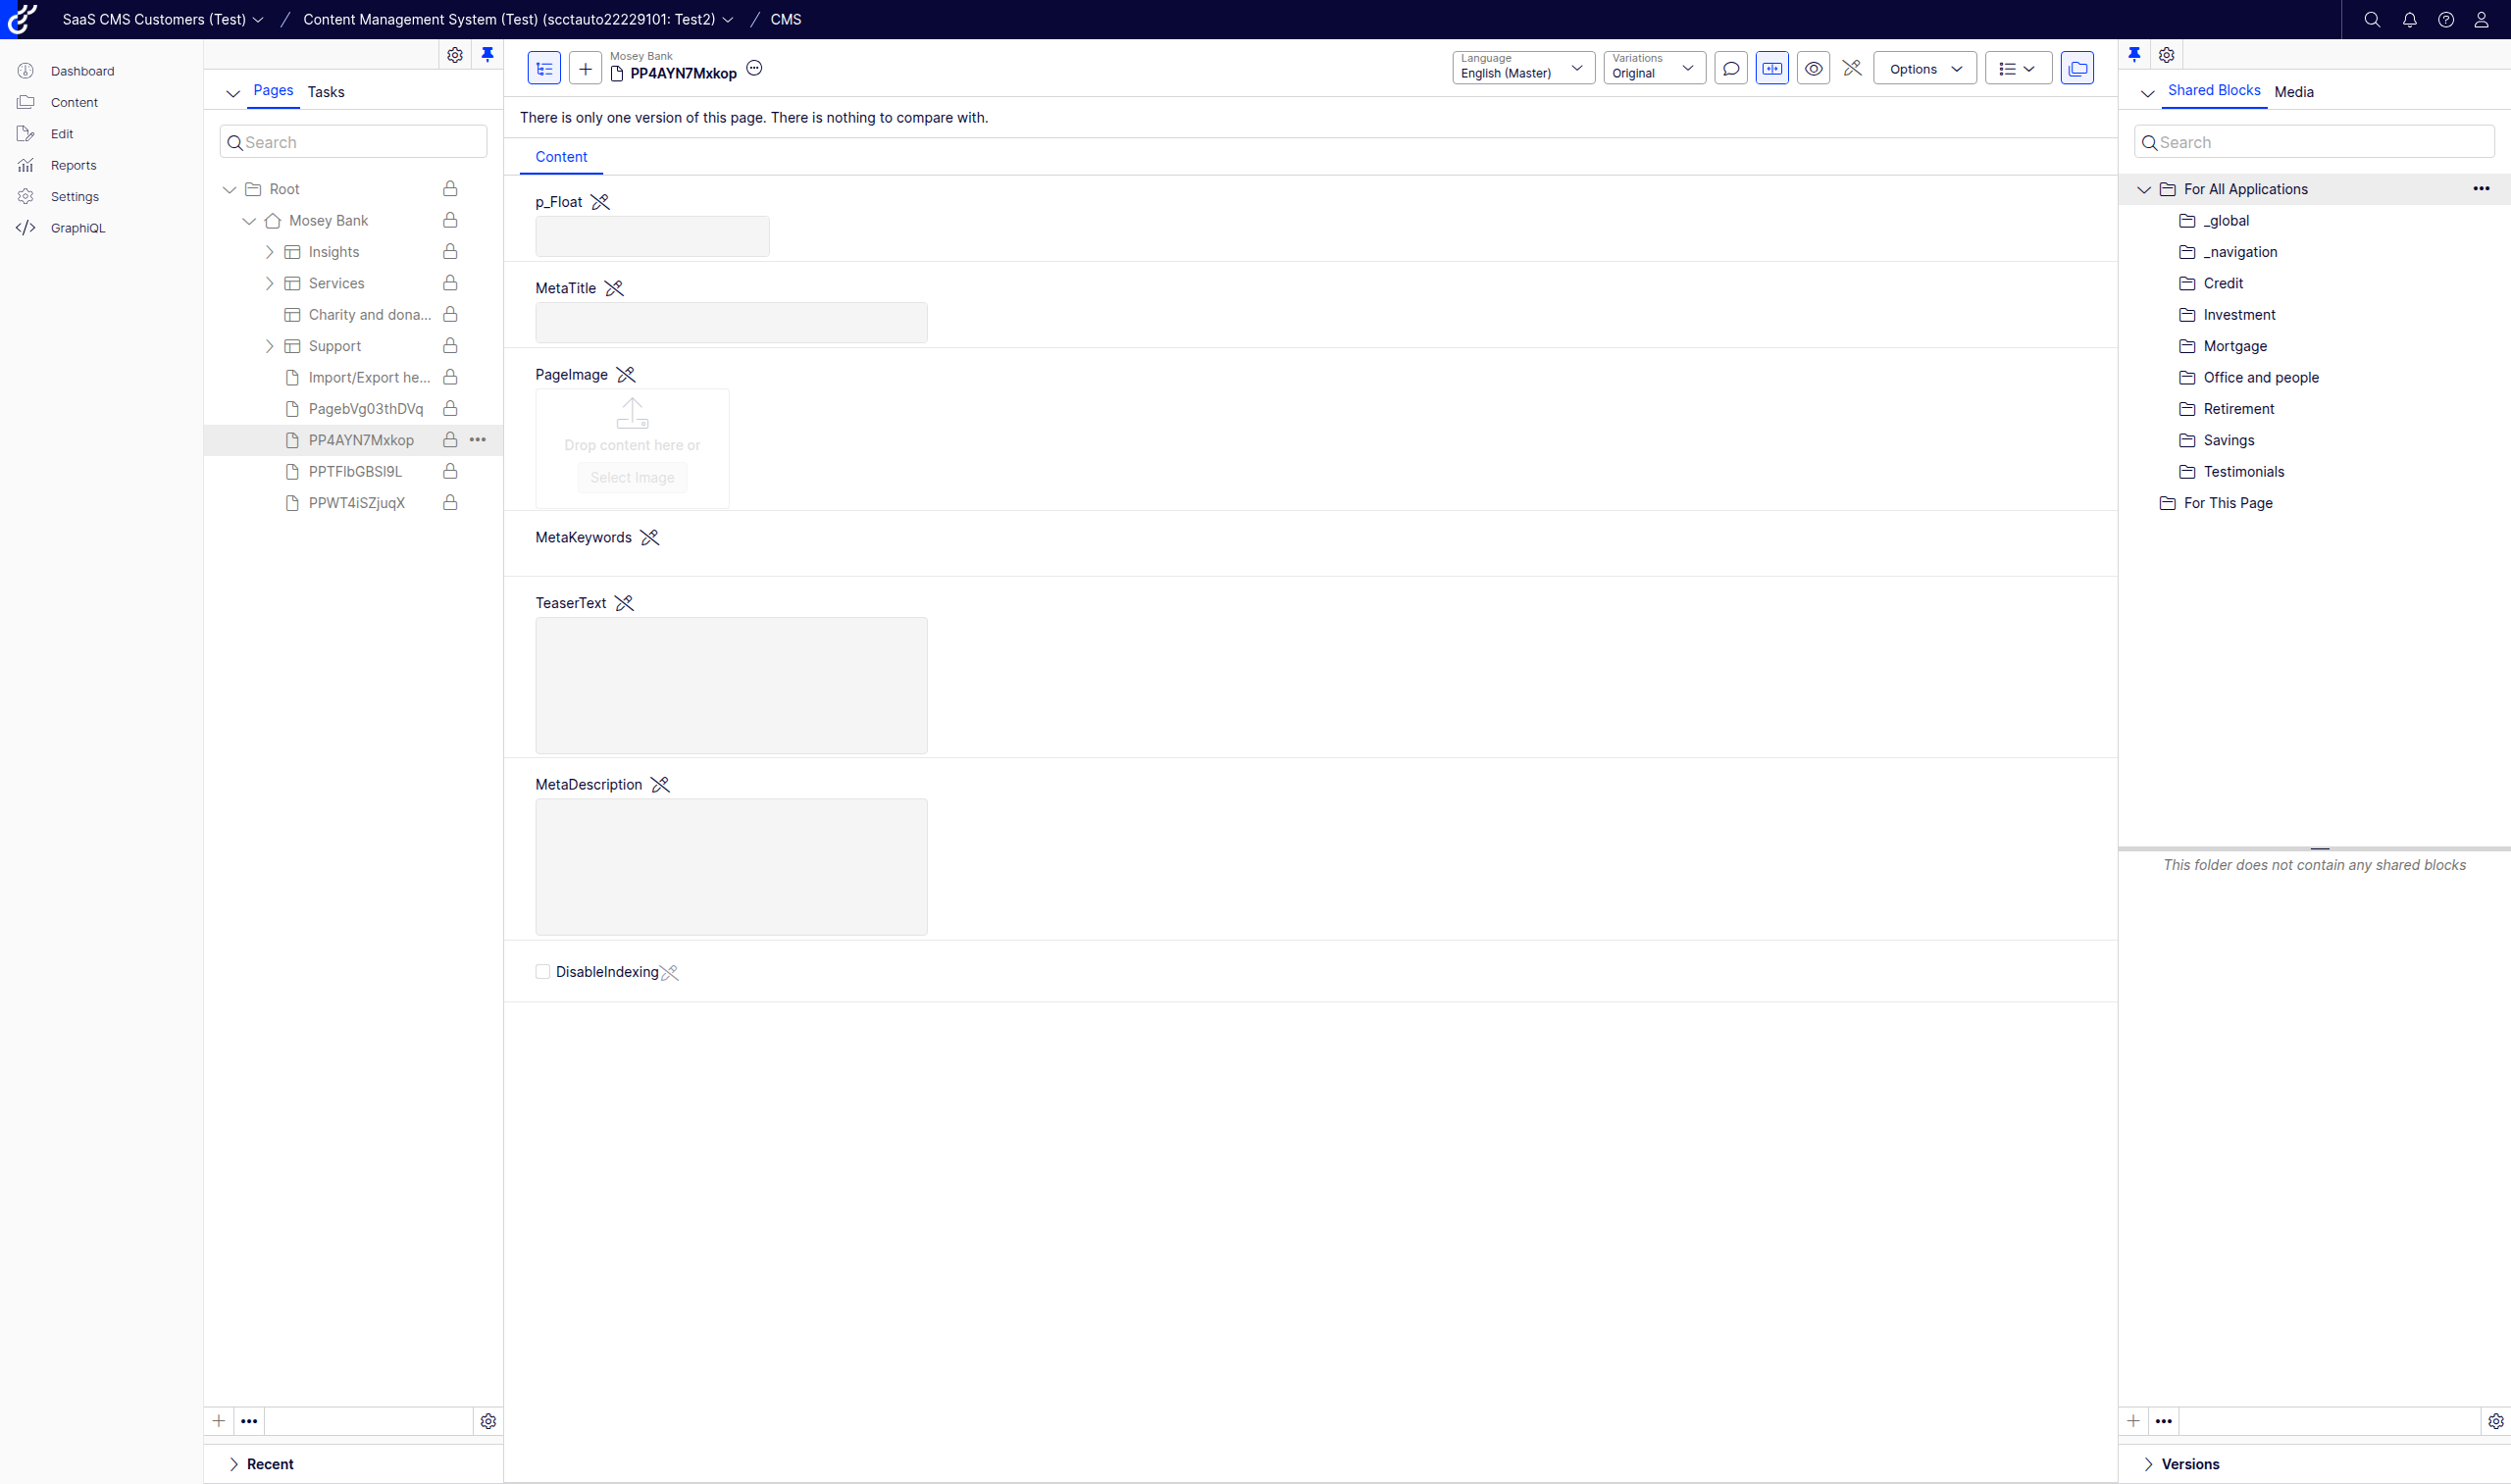 SaaS CMS Customers (Test) / Content Management System (Test) (scctauto22229101: Test2) / CMS
Dashboard
Content
Edit
Reports
Settings
GraphiQL
Pages Tasks
Search
Root
Mosey Bank
Insights
Services
Charity and dona...
Support
Import/Export he...
PagebVg03thDVq
PP4AYN7Mxkop
PPTFlbGBSl9L
PPWT4iSZjuqX
Recent
Mosey Bank
PP4AYN7Mxkop
Language
English (Master)
Variations
Original
Options
There is only one version of this page. There is nothing to compare with.
Content
p_Float
MetaTitle
PageImage
Drop content here or
Select Image
MetaKeywords
TeaserText
MetaDescription
DisableIndexing
Shared Blocks Media
Search
For All Applications
_global
_navigation
Credit
Investment
Mortgage
Office and people
Retirement
Savings
Testimonials
For This Page
This folder does not contain any shared blocks
Versions